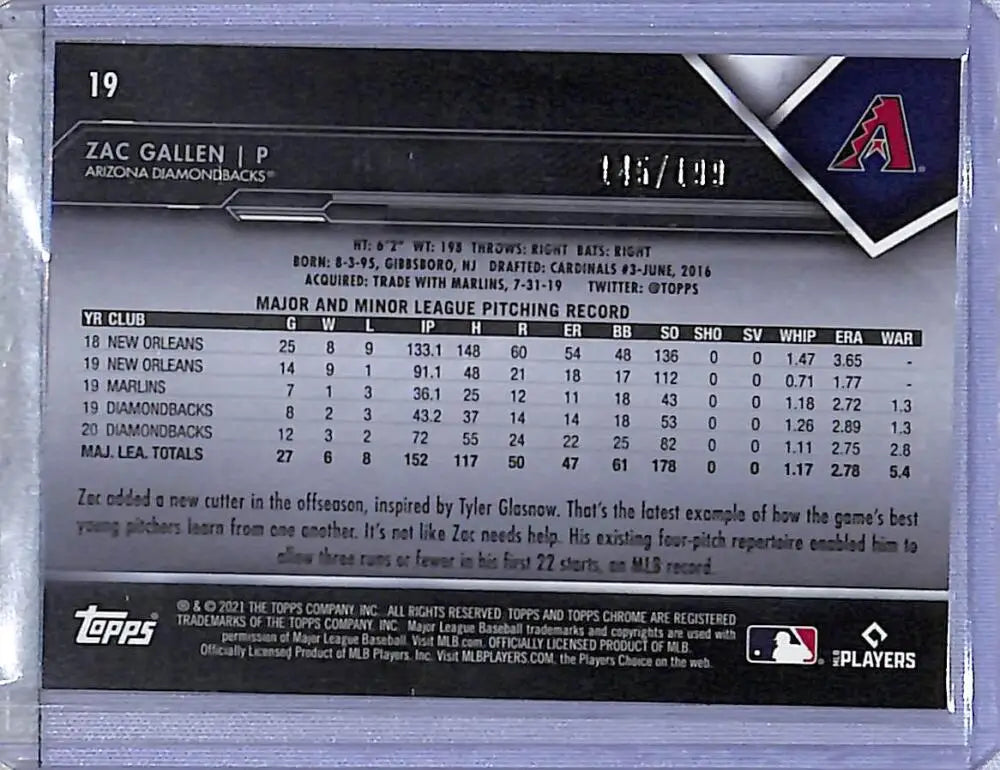 19
ZAC GALLEN | P
ARIZONA DIAMONDBACKS®
145/199
A
HT: 6'2" WT: 198 THROWS: RIGHT BATS: RIGHT
BORN: 8-3-95, GIBBSBORO, NJ DRAFTED: CARDINALS #3-JUNE, 2016
ACQUIRED: TRADE WITH MARLINS, 7-31-19 TWITTER: @TOPPS
MAJOR AND MINOR LEAGUE PITCHING RECORD
YR CLUB G W L IP H R ER BB SO SHO SV WHIP ERA WAR
18 NEW ORLEANS 25 8 9 133.1 148 60 54 48 136 0 0 1.47 3.65 -
19 NEW ORLEANS 14 9 1 91.1 48 21 18 17 112 0 0 0.71 1.77 -
19 MARLINS 7 1 3 36.1 25 12 11 18 43 0 0 1.18 2.72 1.3
19 DIAMONDBACKS 8 2 3 43.2 37 14 14 18 53 0 0 1.26 2.89 1.3
20 DIAMONDBACKS 12 3 2 72 55 24 22 25 82 0 0 1.11 2.75 2.8
MAJ. LEA. TOTALS 27 6 8 152 117 50 47 61 178 0 0 1.17 2.78 5.4
Zac added a new cutter in the offseason, inspired by Tyler Glasnow. That's the latest example of how the game's best
young pitchers learn from one another. It's not like Zac needs help. His existing four-pitch repertoire enabled him to
allow three runs or fewer in his first 22 starts, an MLB record.
Topps®
® & © 2021 THE TOPPS COMPANY, INC. ALL RIGHTS RESERVED. TOPPS AND TOPPS CHROME ARE REGISTERED
TRADEMARKS OF THE TOPPS COMPANY, INC. Major League Baseball trademarks and copyrights are used with
permission of Major League Baseball. Visit MLB.com. OFFICIALLY LICENSED PRODUCT OF MLB
Officially Licensed Product of MLB Players, Inc. Visit MLBPLAYERS.COM, the Players Choice on the web.
MLB PLAYERS